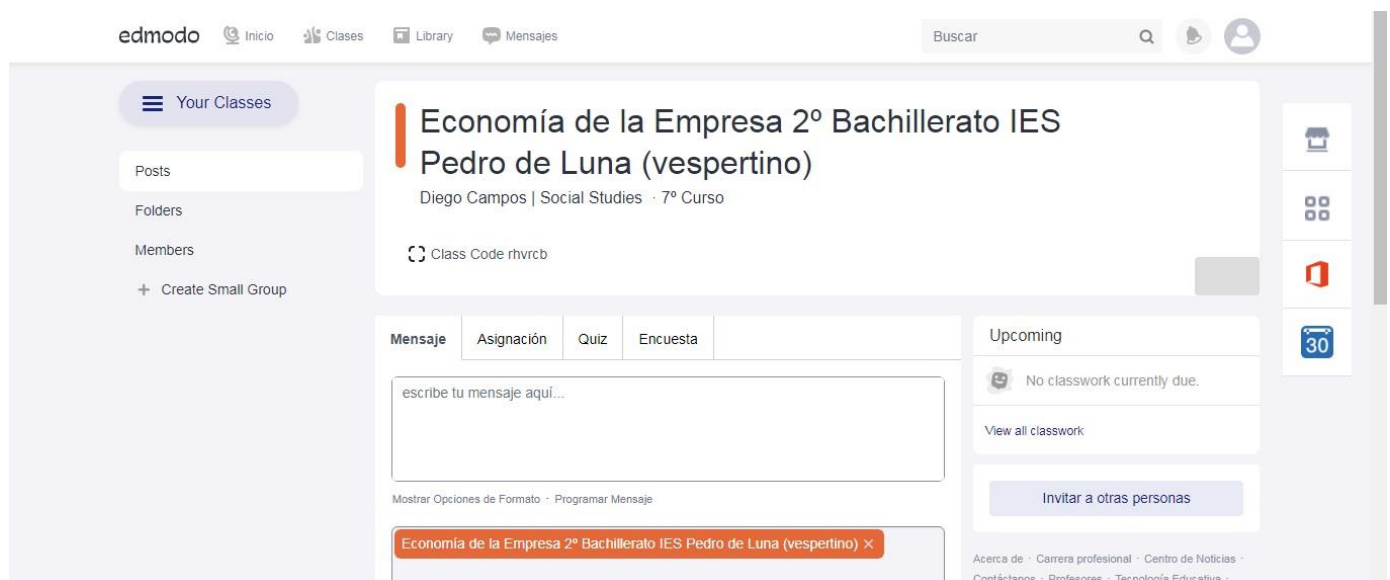 edmodo Inicio Clases Library Mensajes Buscar
Your Classes
Posts
Folders
Members
+ Create Small Group
Economía de la Empresa 2º Bachillerato IES
Pedro de Luna (vespertino)
Diego Campos | Social Studies · 7º Curso
Class Code rhvrcb
Mensaje Asignación Quiz Encuesta
escribe tu mensaje aquí...
Mostrar Opciones de Formato · Programar Mensaje
Economía de la Empresa 2º Bachillerato IES Pedro de Luna (vespertino) ×
Upcoming
No classwork currently due.
View all classwork
Invitar a otras personas
Acerca de · Carrera profesional · Centro de Noticias ·
Contáctanos · Profesores · Tecnología Educativa ·
30